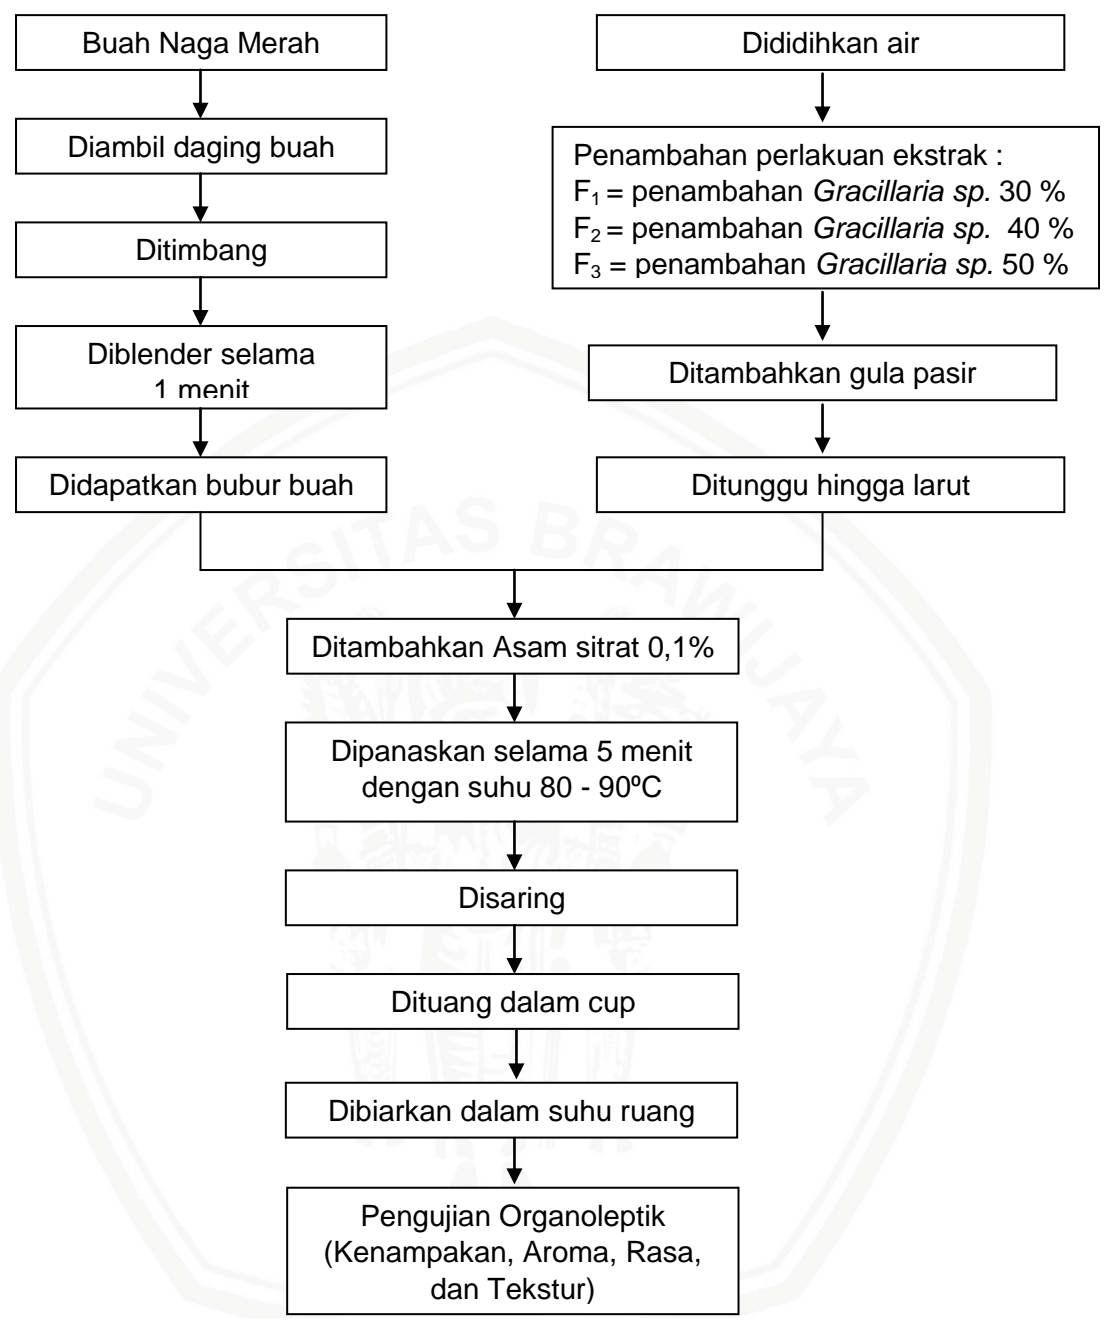 Buah Naga Merah
Diambil daging buah
Ditimbang
Diblender selama
1 menit
Didapatkan bubur buah
Dididihkan air
Penambahan perlakuan ekstrak :
F₁ = penambahan Gracillaria sp. 30 %
F₂ = penambahan Gracillaria sp. 40 %
F₃ = penambahan Gracillaria sp. 50 %
Ditambahkan gula pasir
Ditunggu hingga larut
Ditambahkan Asam sitrat 0,1%
Dipanaskan selama 5 menit
dengan suhu 80 - 90ºC
Disaring
Dituang dalam cup
Dibiarkan dalam suhu ruang
Pengujian Organoleptik
(Kenampakan, Aroma, Rasa,
dan Tekstur)
UNIVERSITAS BRAWIJAYA